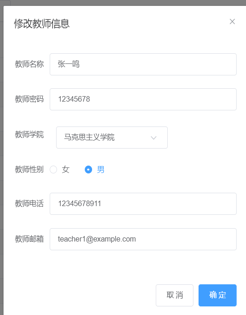 修改教师信息
教师名称 张一鸣
教师密码 12345678
教师学院 马克思主义学院
教师性别 女 男
教师电话 12345678911
教师邮箱 teacher1@example.com
取消 确定